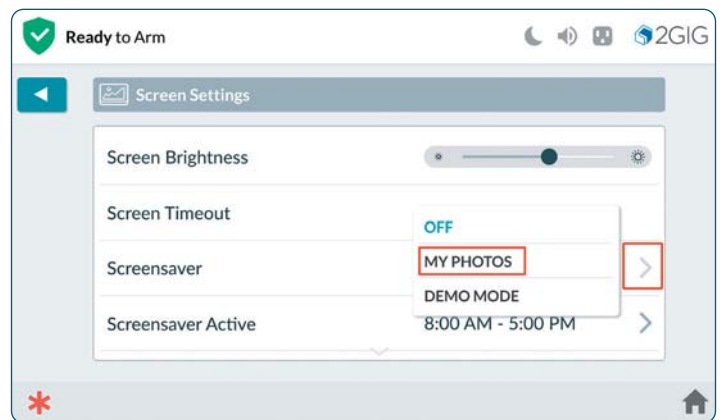 Ready to Arm
2GIG
Screen Settings
Screen Brightness
Screen Timeout
OFF
Screensaver
MY PHOTOS
DEMO MODE
Screensaver Active
8:00 AM - 5:00 PM